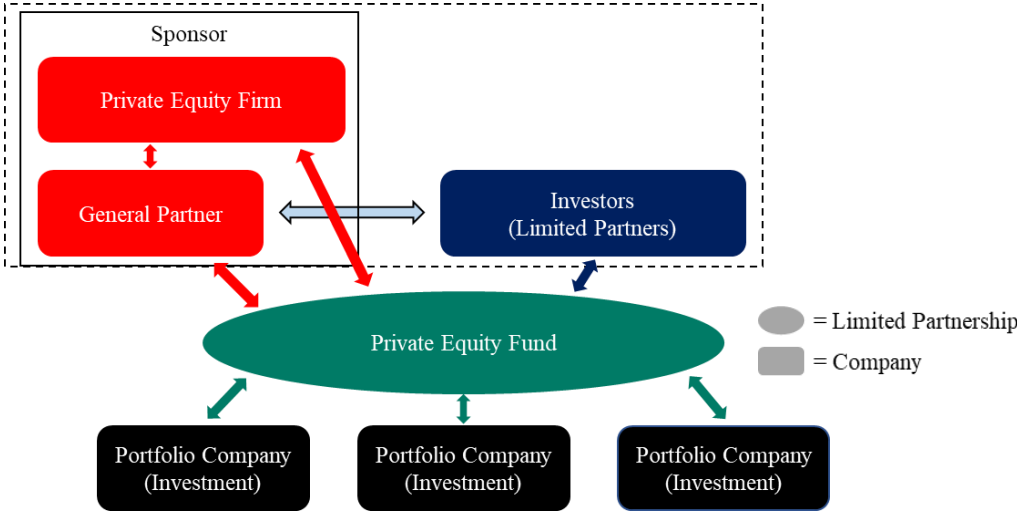 Sponsor
Private Equity Firm
General Partner
Investors
(Limited Partners)
Private Equity Fund
= Limited Partnership
= Company
Portfolio Company
(Investment)
Portfolio Company
(Investment)
Portfolio Company
(Investment)